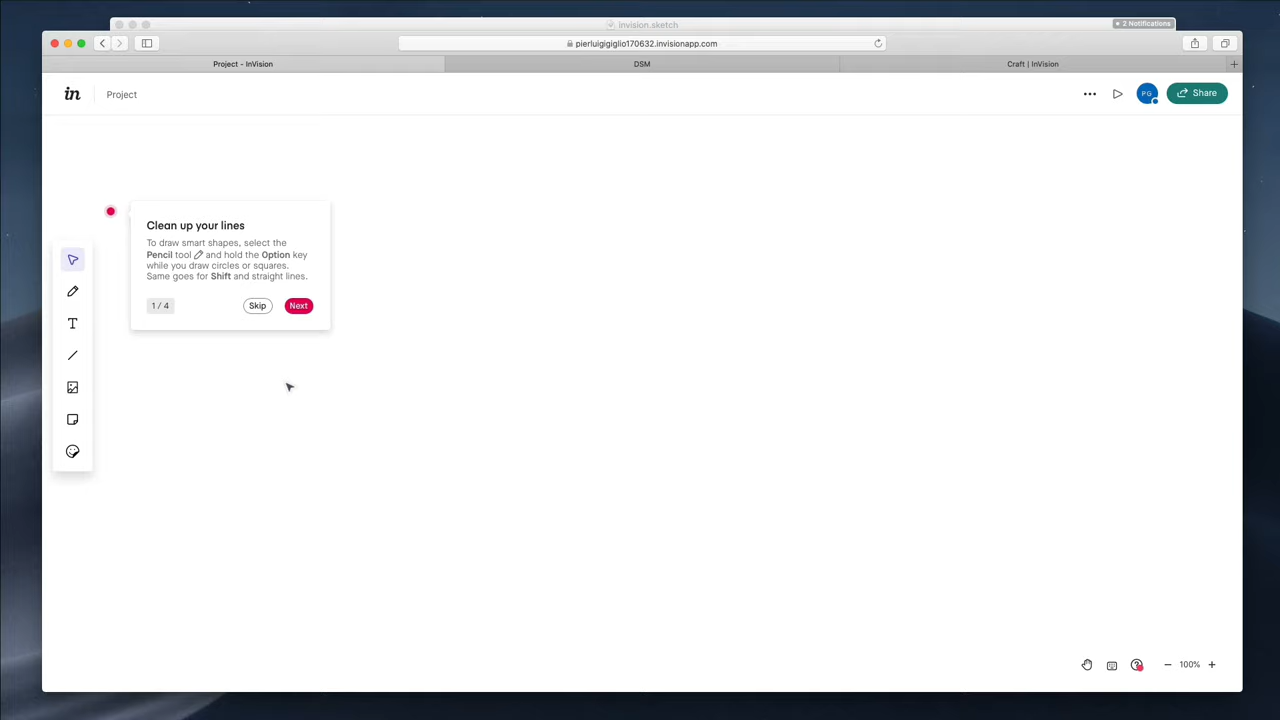 invision.sketch
2 Notifications
pierluigigiglio170632.invisionapp.com
Project - InVision
DSM
Craft | InVision
in
Project
PG
Share
Clean up your lines
To draw smart shapes, select the
Pencil tool and hold the Option key
while you draw circles or squares.
Same goes for Shift and straight lines.
1 / 4
Skip
Next
T
100%